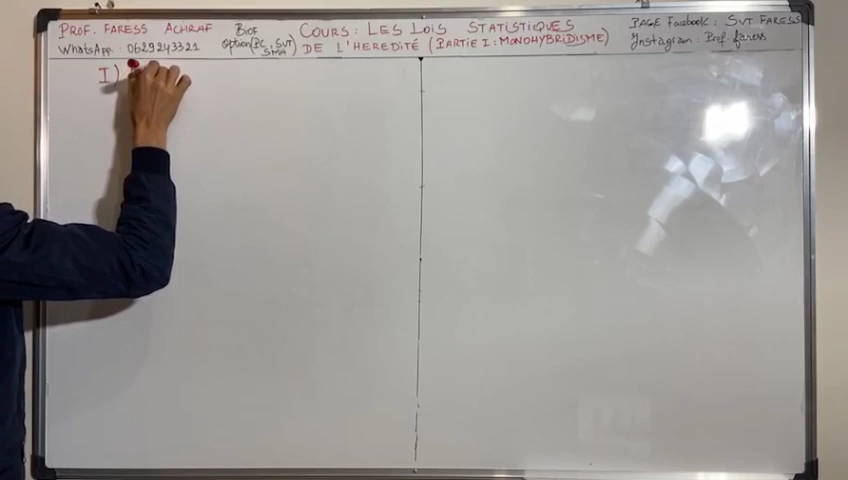 PROF. FARESS ACHRAF
WhatsApp : 0629243321
BioF
Option(PC, SVT
SMA)
COURS : LES LOIS STATISTIQUES
DE L'HEREDITÉ (PARTIE I : MONOHYBRIDISME)
PAGE Facebook : SVT FARESS
Instagram : Prof. faress
I)